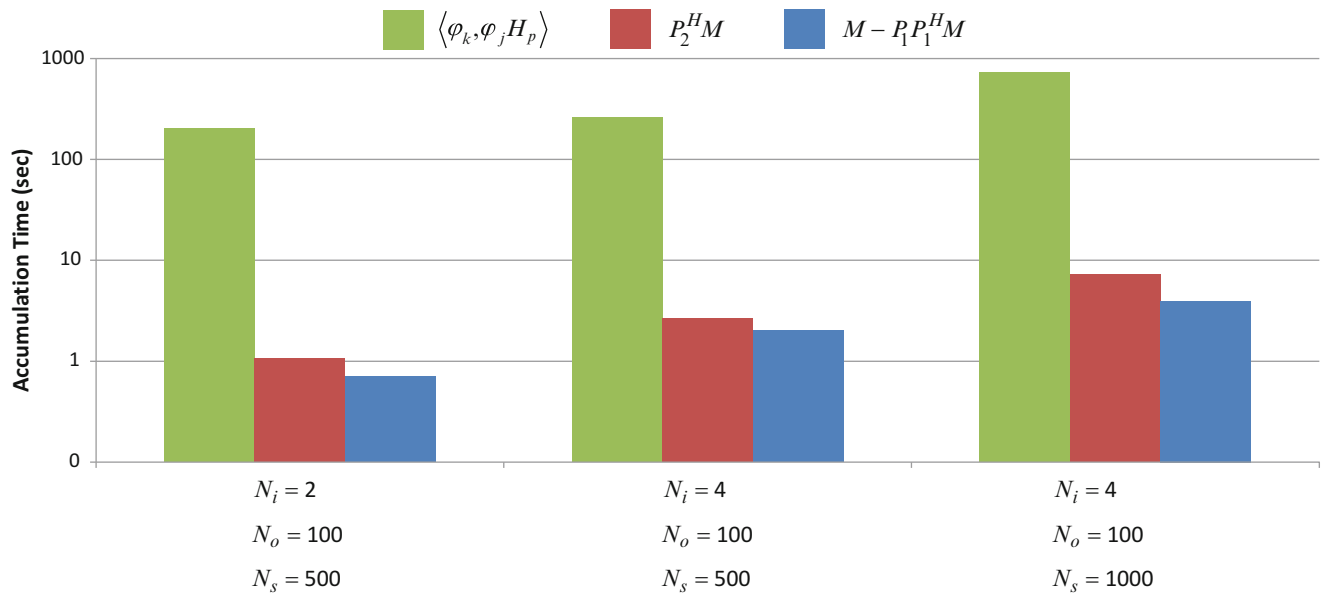 ⟨φ_k, φ_j H_p⟩ P_2^H M M − P_1 P_1^H M
Accumulation Time (sec)
1000
100
10
1
0
N_i = 2 N_i = 4 N_i = 4
N_o = 100 N_o = 100 N_o = 100
N_s = 500 N_s = 500 N_s = 1000